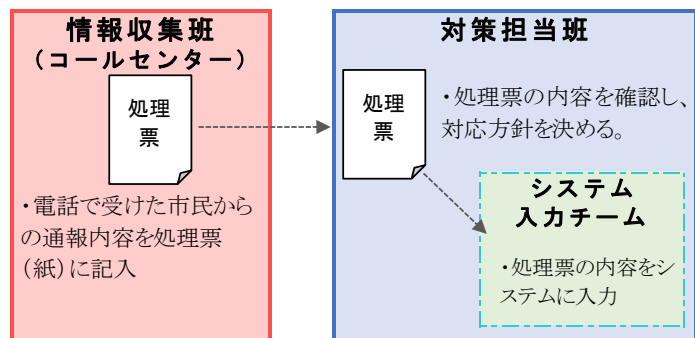 情報収集班
（コールセンター）
処理
票
・電話で受けた市民から
の通報内容を処理票
（紙）に記入
対策担当班
処理
票
・処理票の内容を確認し、
対応方針を決める。
システム
入力チーム
・処理票の内容をシ
ステムに入力